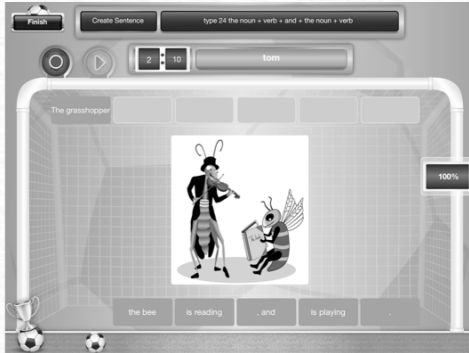 Finish
Create Sentence
type 24 the noun + verb + and + the noun + verb
2 : 10
tom
The grasshopper
100%
the bee
is reading
, and
is playing
.